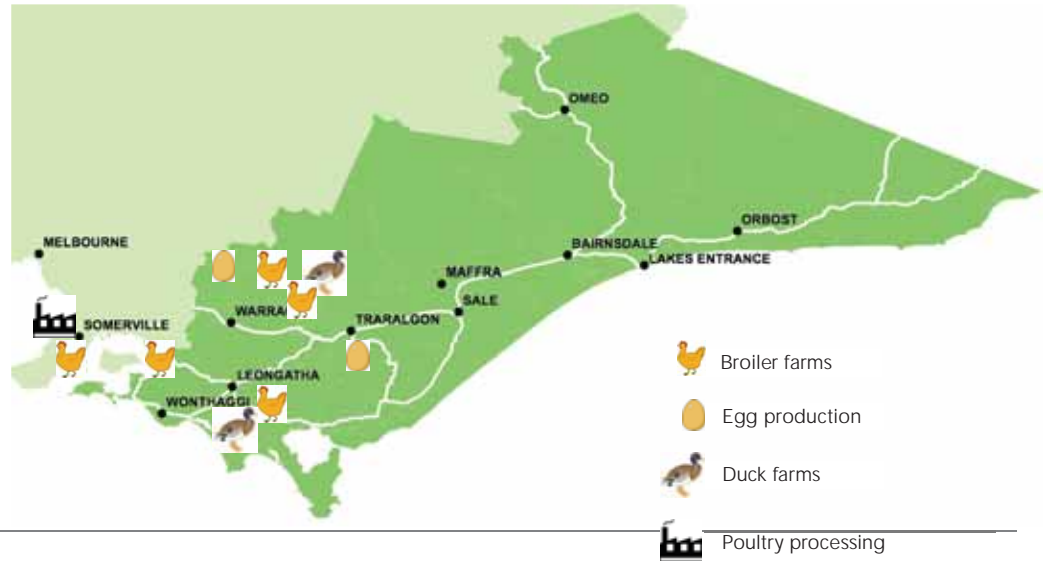 OMEO
ORBOST
MELBOURNE
BAIRNSDALE
LAKES ENTRANCE
MAFFRA
SALE
WARRA
TRARALGON
SOMERVILLE
LEONGATHA
WONTHAGGI
Broiler farms
Egg production
Duck farms
Poultry processing